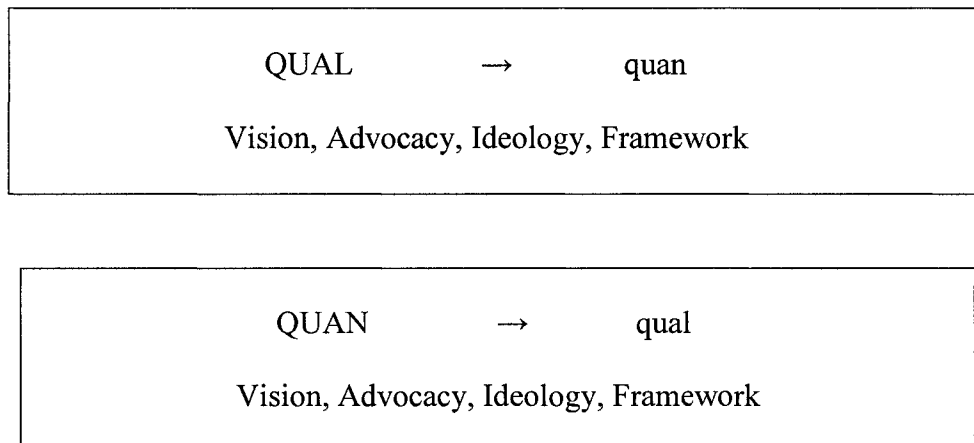 QUAL → quan
Vision, Advocacy, Ideology, Framework
QUAN → qual
Vision, Advocacy, Ideology, Framework